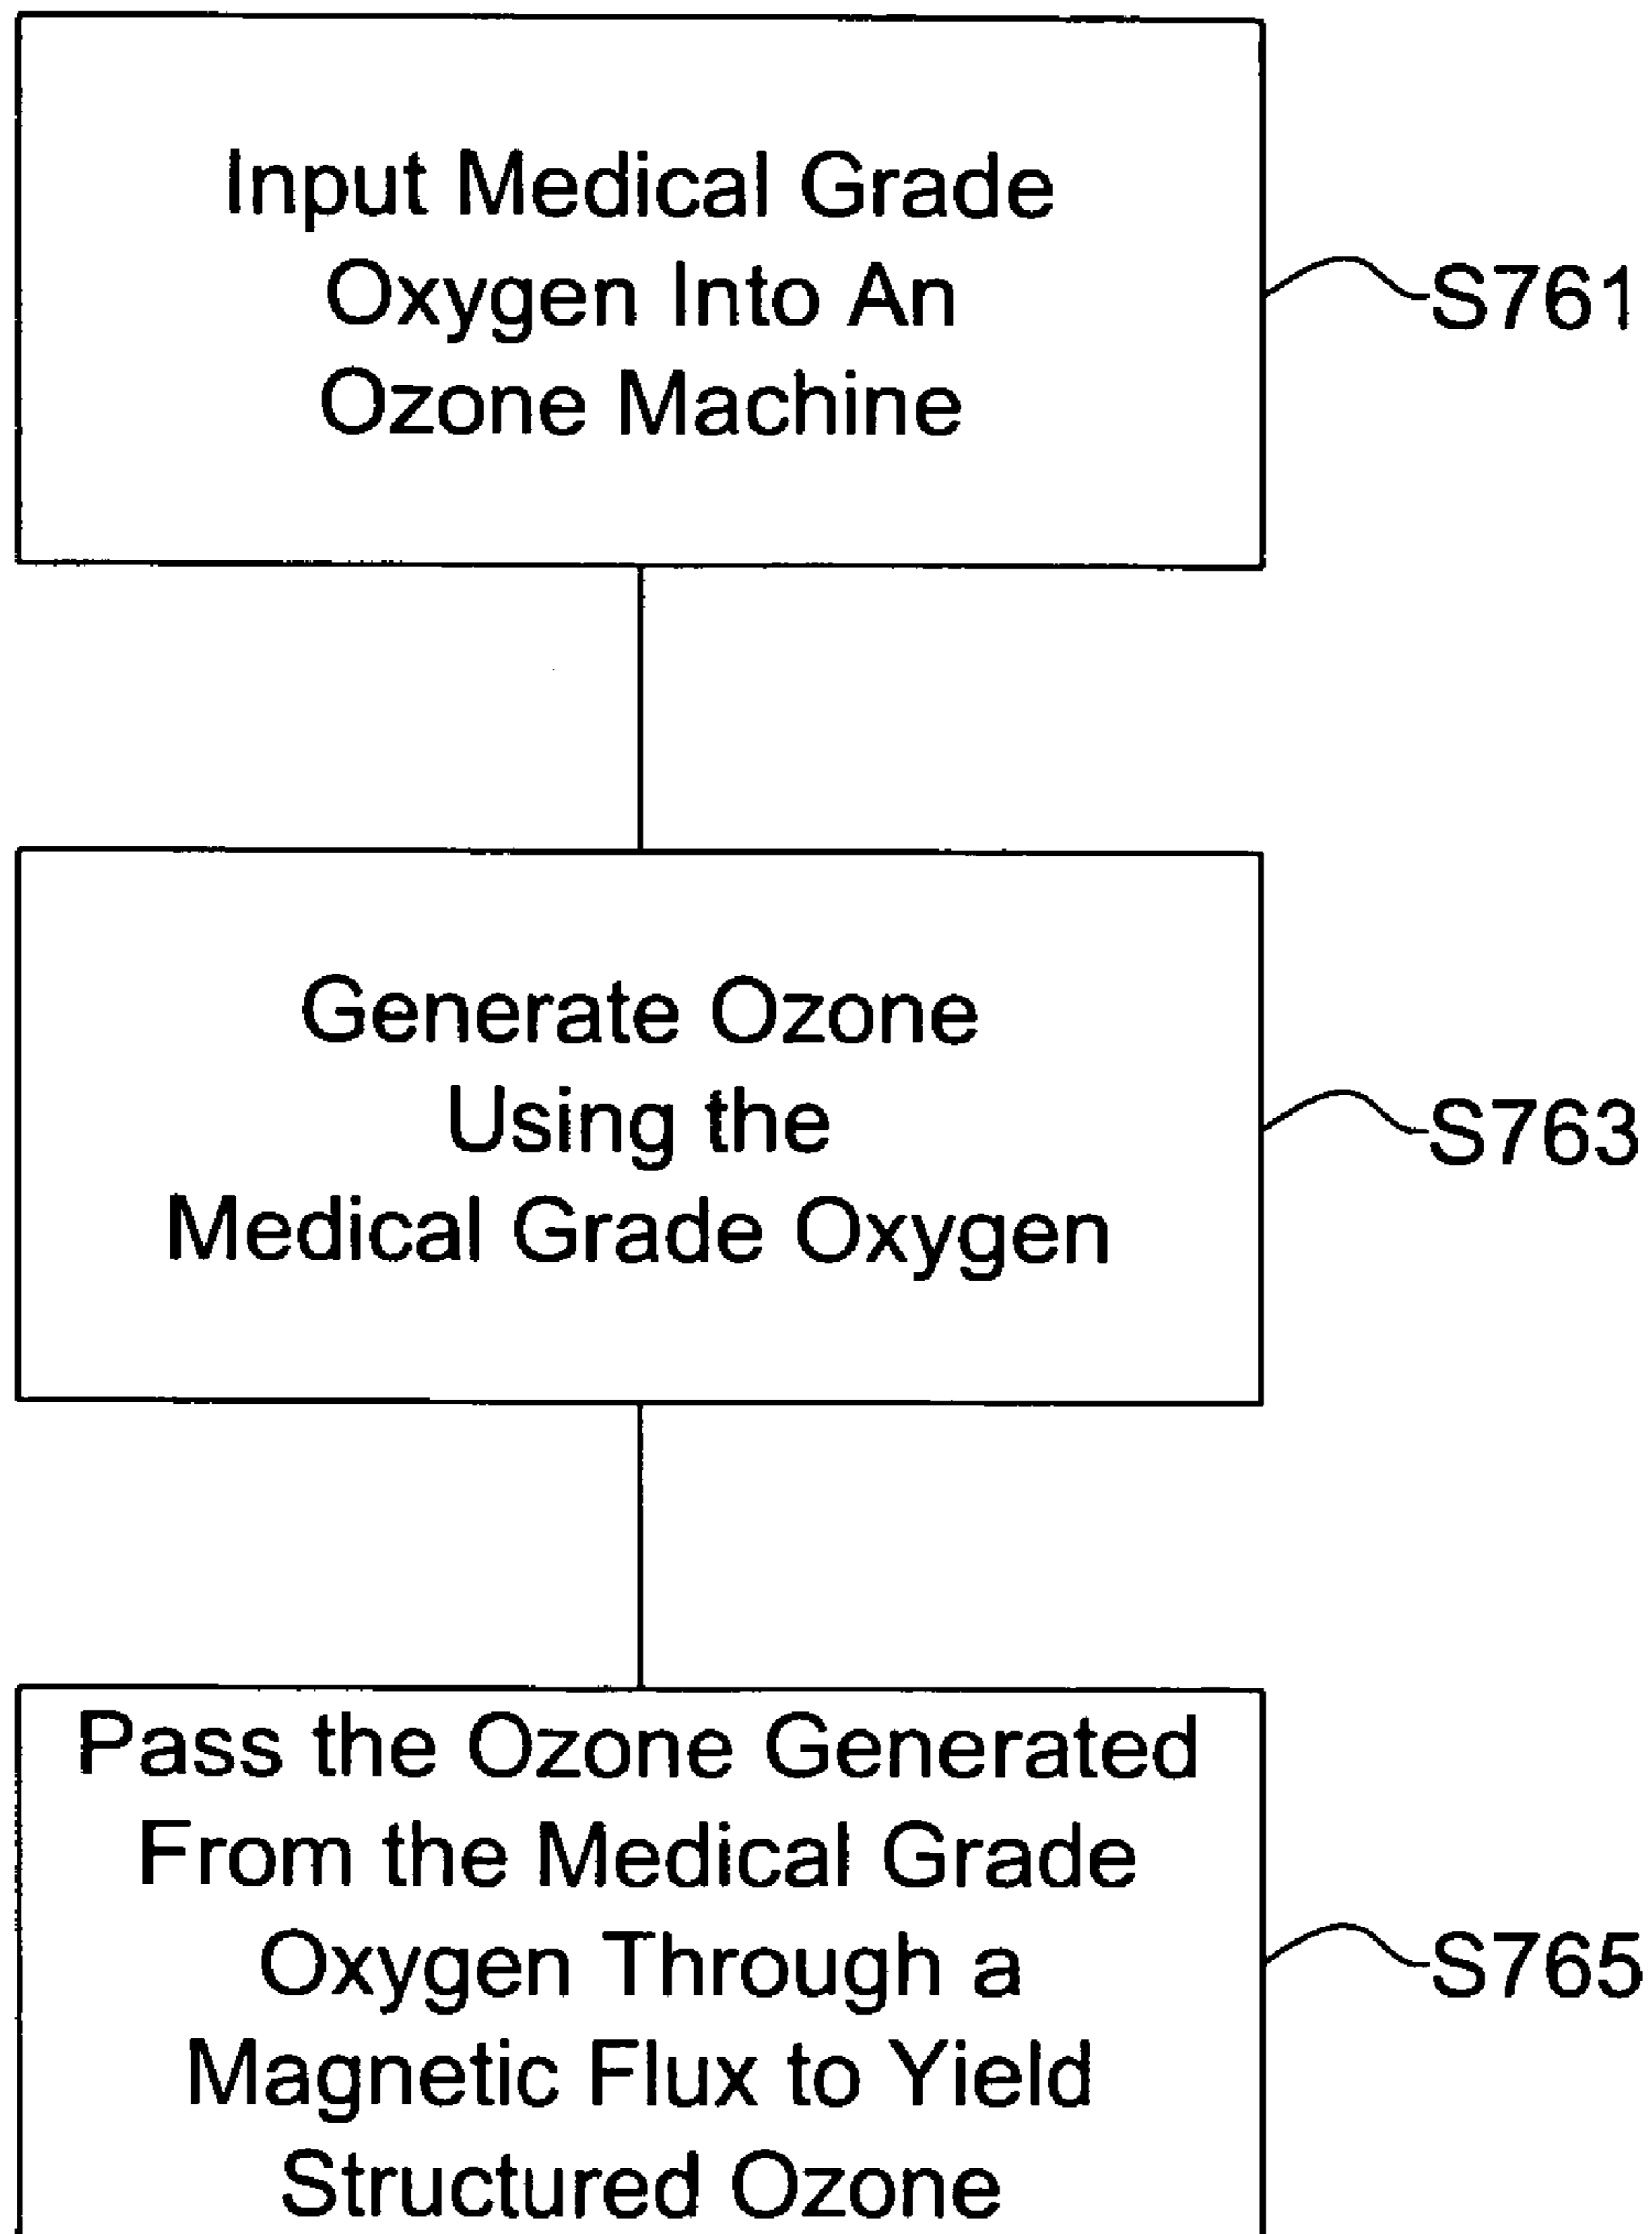 Input Medical Grade
Oxygen Into An
Ozone Machine
S761
Generate Ozone
Using the
Medical Grade Oxygen
S763
Pass the Ozone Generated
From the Medical Grade
Oxygen Through a
Magnetic Flux to Yield
Structured Ozone
S765